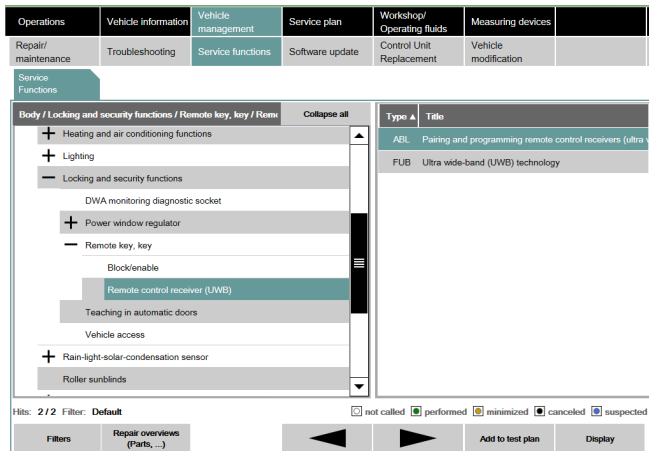 Operations
Vehicle information
Vehicle
management
Service plan
Workshop/
Operating fluids
Measuring devices
Repair/
maintenance
Troubleshooting
Service functions
Software update
Control Unit
Replacement
Vehicle
modification
Service
Functions
Body / Locking and security functions / Remote key, key / Remo
Collapse all
Heating and air conditioning functions
Lighting
Locking and security functions
DWA monitoring diagnostic socket
Power window regulator
Remote key, key
Block/enable
Remote control receiver (UWB)
Teaching in automatic doors
Vehicle access
Rain-light-solar-condensation sensor
Roller sunblinds
Type ▲ Title
ABL Pairing and programming remote control receivers (ultra
FUB Ultra wide-band (UWB) technology
Hits: 2 / 2 Filter: Default
not called performed minimized canceled suspected
Filters
Repair overviews
(Parts, ...)
Add to test plan
Display